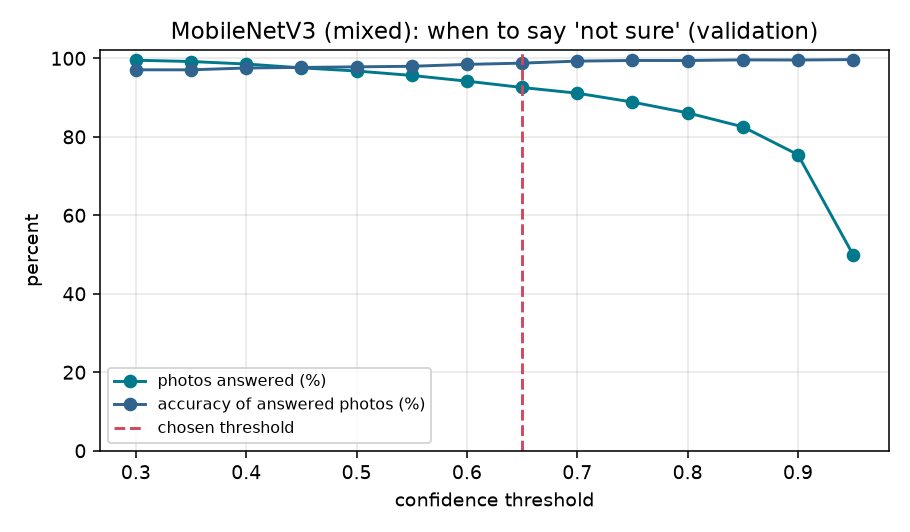 MobileNetV3 (mixed): when to say 'not sure' (validation)
percent
100
80
60
40
20
0
photos answered (%)
accuracy of answered photos (%)
chosen threshold
0.3 0.4 0.5 0.6 0.7 0.8 0.9
confidence threshold